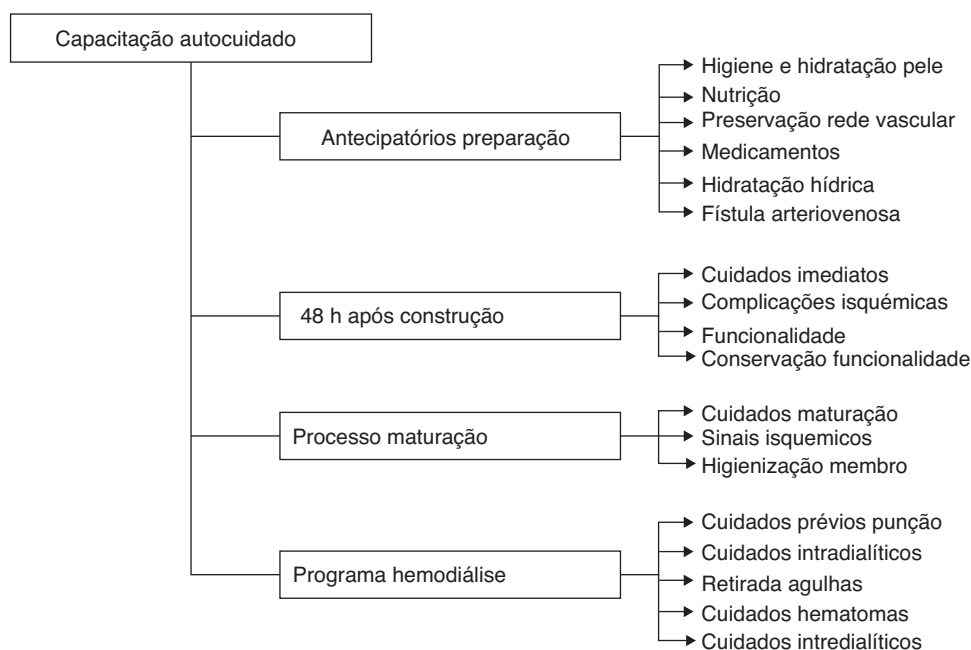 Capacitação autocuidado
Antecipatórios preparação
Higiene e hidratação pele
Nutrição
Preservação rede vascular
Medicamentos
Hidratação hídrica
Fístula arteriovenosa
48 h após construção
Cuidados imediatos
Complicações isquémicas
Funcionalidade
Conservação funcionalidade
Processo maturação
Cuidados maturação
Sinais isquemicos
Higienização membro
Programa hemodiálise
Cuidados prévios punção
Cuidados intradialíticos
Retirada agulhas
Cuidados hematomas
Cuidados intredialíticos